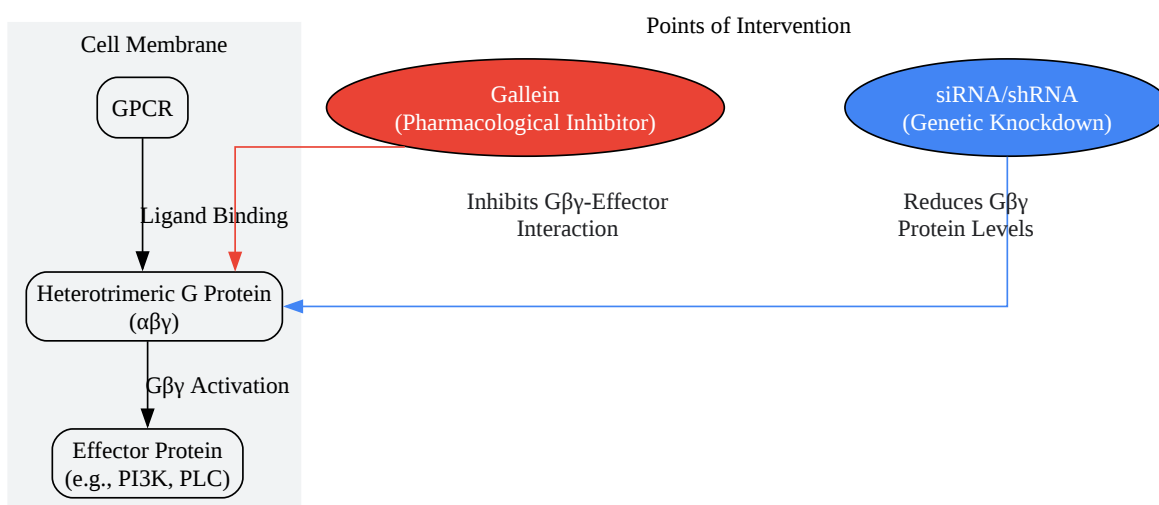 Points of Intervention
Cell Membrane
GPCR
Gallein
(Pharmacological Inhibitor)
siRNA/shRNA
(Genetic Knockdown)
Ligand Binding
Inhibits Gβγ-Effector
Interaction
Reduces Gβγ
Protein Levels
Heterotrimeric G Protein
(αβγ)
Gβγ Activation
Effector Protein
(e.g., PI3K, PLC)